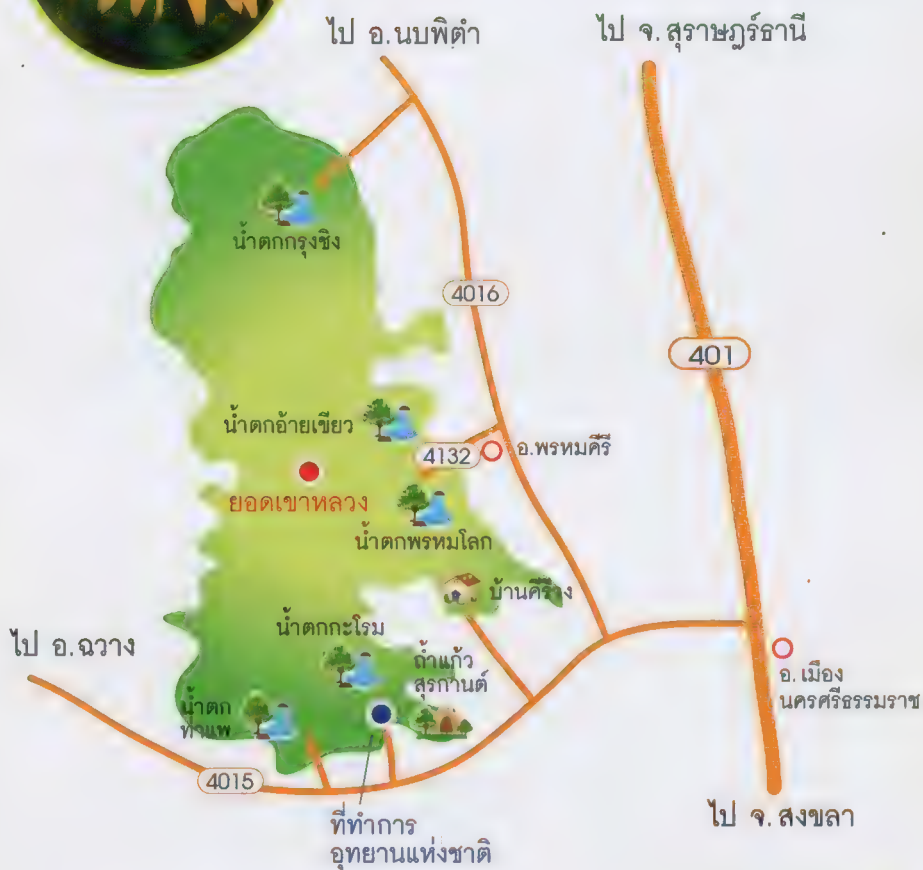 ไป อ.นบพิตำ
ไป จ.สุราษฎร์ธานี
น้ำตกกรุงชิง
4016
401
น้ำตกอ้ายเขียว
4132
อ.พรหมคีรี
ยอดเขาหลวง
น้ำตกพรหมโลก
บ้านคีรีวง
น้ำตกกะโรม
ไป อ.ฉวาง
ถ้ำแก้ว
สุรกานต์
อ.เมือง
นครศรีธรรมราช
น้ำตก
ท่าแพ
4015
ที่ทำการ
อุทยานแห่งชาติ
ไป จ.สงขลา